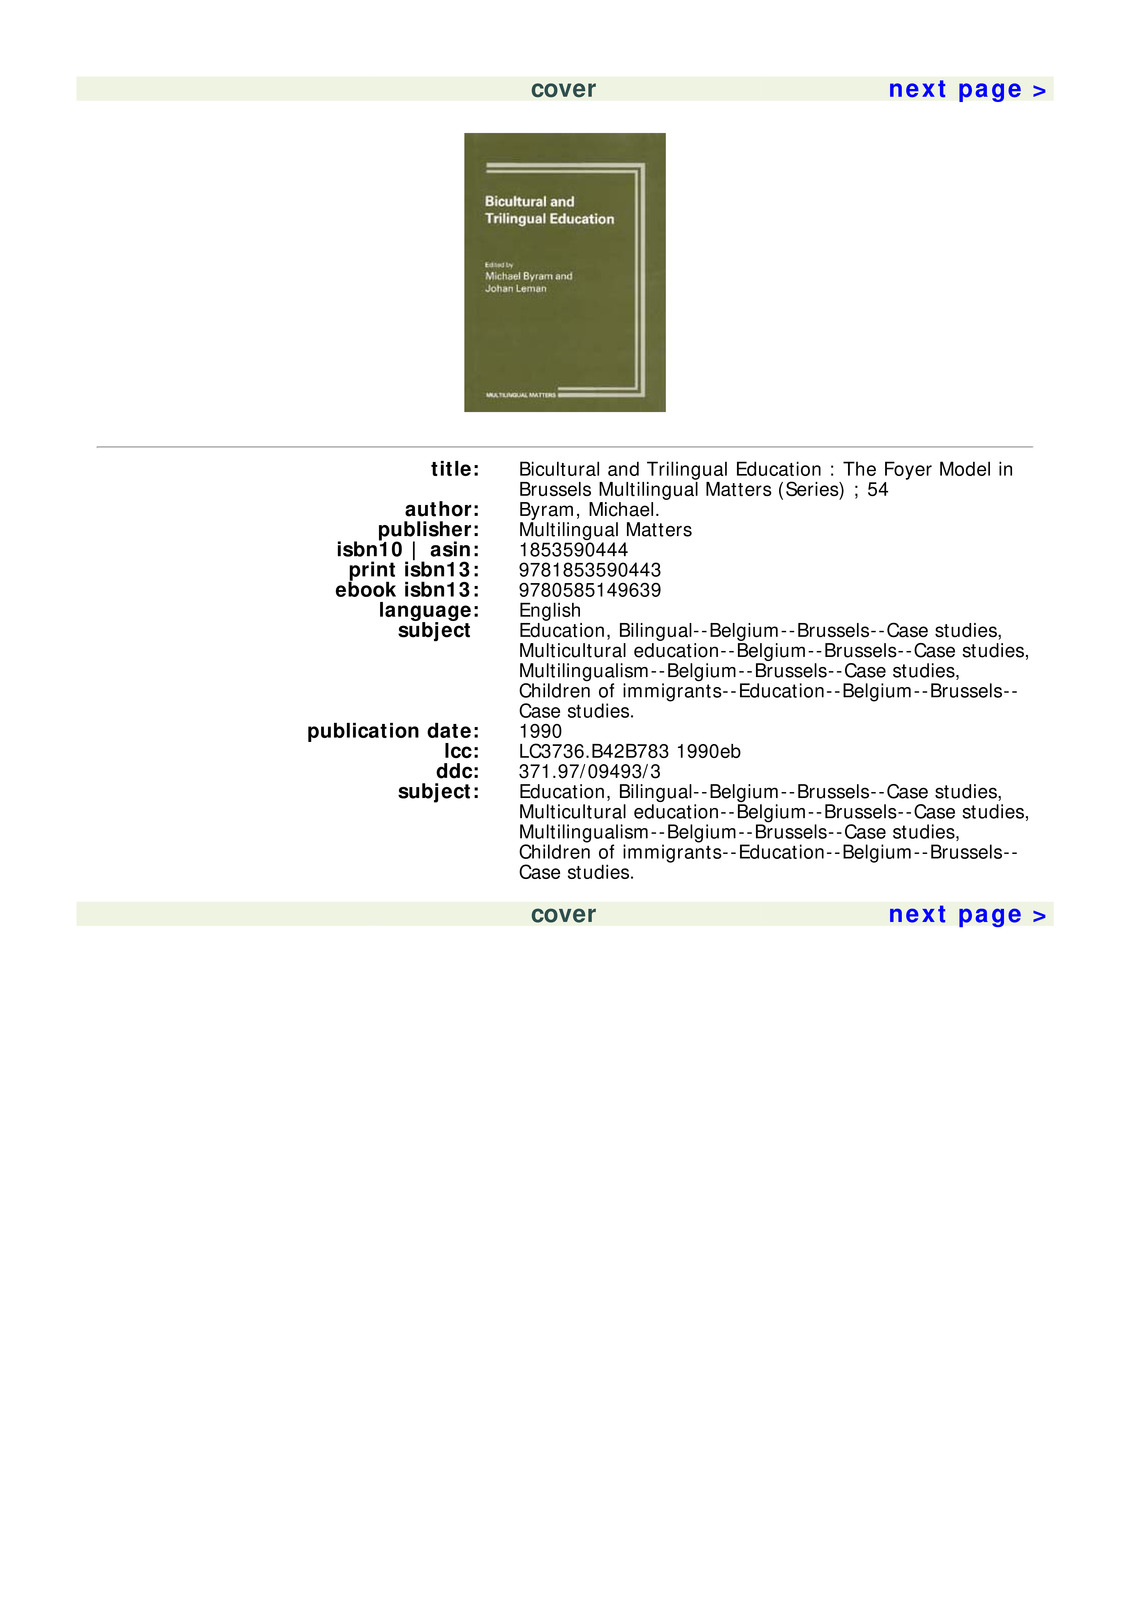 cover
next page >
Bicultural and
Trilingual Education
Edited by
Michael Byram and
Johan Leman
MULTILINGUAL MATTERS
title: Bicultural and Trilingual Education : The Foyer Model in
Brussels Multilingual Matters (Series) ; 54
author: Byram, Michael.
publisher: Multilingual Matters
isbn10 | asin: 1853590444
print isbn13: 9781853590443
ebook isbn13: 9780585149639
language: English
subject Education, Bilingual--Belgium--Brussels--Case studies,
Multicultural education--Belgium--Brussels--Case studies,
Multilingualism--Belgium--Brussels--Case studies,
Children of immigrants--Education--Belgium--Brussels--
Case studies.
publication date: 1990
lcc: LC3736.B42B783 1990eb
ddc: 371.97/09493/3
subject: Education, Bilingual--Belgium--Brussels--Case studies,
Multicultural education--Belgium--Brussels--Case studies,
Multilingualism--Belgium--Brussels--Case studies,
Children of immigrants--Education--Belgium--Brussels--
Case studies.
cover
next page >